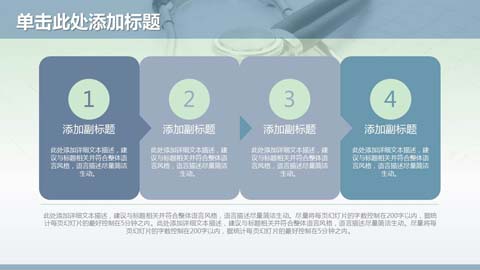 单击此处添加标题
1
添加副标题
此处添加详细文本描述，建
议与标题相关并符合整体语
言风格，语言描述尽量简洁
生动。
2
添加副标题
此处添加详细文本描述，建
议与标题相关并符合整体语
言风格，语言描述尽量简洁
生动。
3
添加副标题
此处添加详细文本描述，建
议与标题相关并符合整体语
言风格，语言描述尽量简洁
生动。
4
添加副标题
此处添加详细文本描述，建
议与标题相关并符合整体语
言风格，语言描述尽量简洁
生动。
此处添加详细文本描述，建议与标题相关并符合整体语言风格，语言描述尽量简洁生动。尽量将每页幻灯片的字数控制在200字以内，据统
计每页幻灯片的最好控制在5分钟之内。此处添加详细文本描述，建议与标题相关并符合整体语言风格，语言描述尽量简洁生动。尽量将每
页幻灯片的字数控制在200字以内，据统计每页幻灯片的最好控制在5分钟之内。